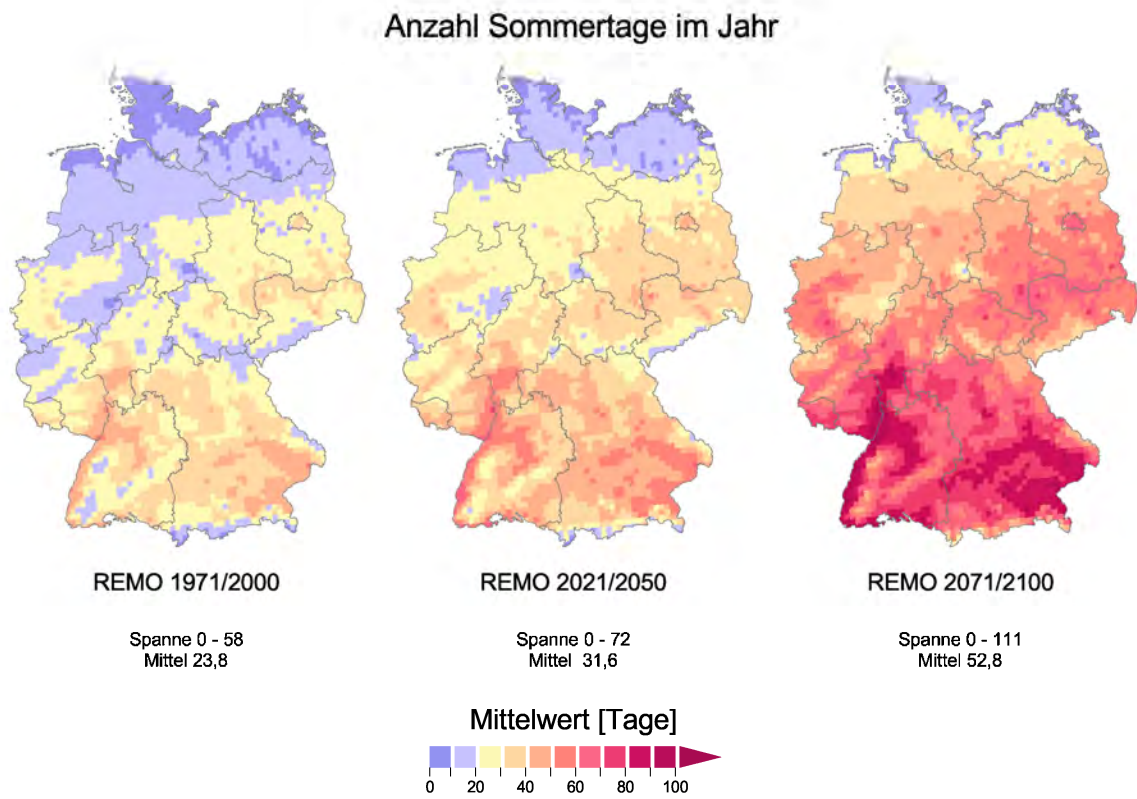 Anzahl Sommertage im Jahr
REMO 1971/2000
REMO 2021/2050
REMO 2071/2100
Spanne 0 - 58
Mittel 23,8
Spanne 0 - 72
Mittel 31,6
Spanne 0 - 111
Mittel 52,8
Mittelwert [Tage]
0 20 40 60 80 100